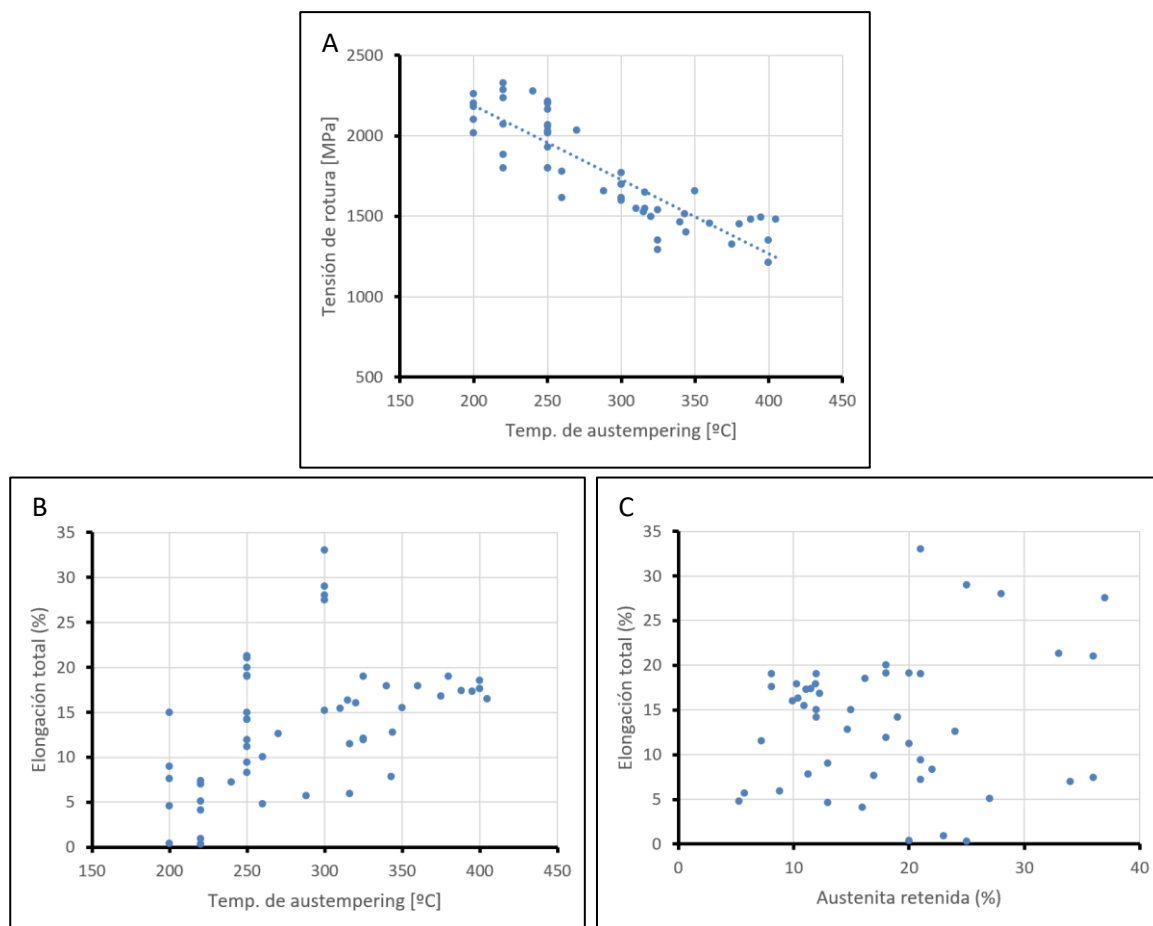 A
2500
2000
1500
1000
500
150 200 250 300 350 400 450
Tensión de rotura [MPa]
Temp. de austempering [ºC]
B
35
30
25
20
15
10
5
0
150 200 250 300 350 400 450
Elongación total (%)
Temp. de austempering [ºC]
C
35
30
25
20
15
10
5
0
0 10 20 30 40
Elongación total (%)
Austenita retenida (%)